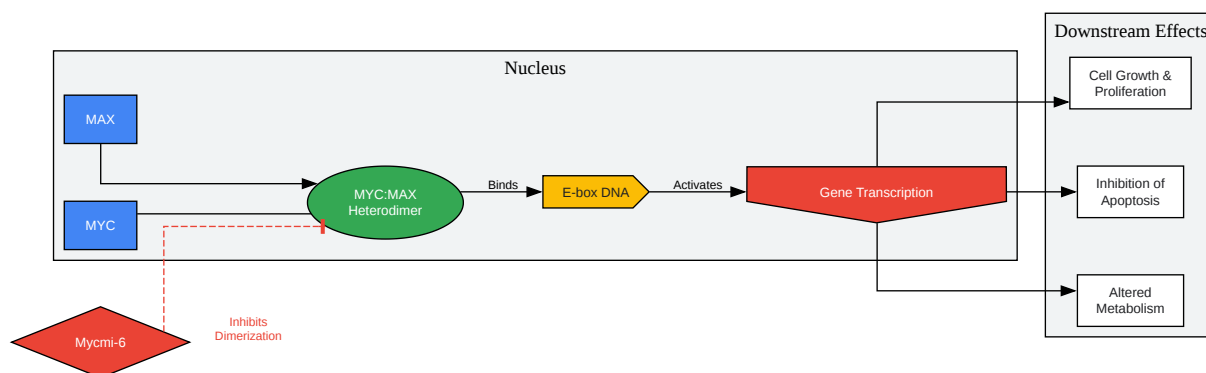 Downstream Effects
Nucleus
Cell Growth &
Proliferation
MAX
MYC:MAX
Heterodimer
Binds
E-box DNA
Activates
Gene Transcription
Inhibition of
Apoptosis
MYC
Altered
Metabolism
Inhibits
Dimerization
Mycmi-6